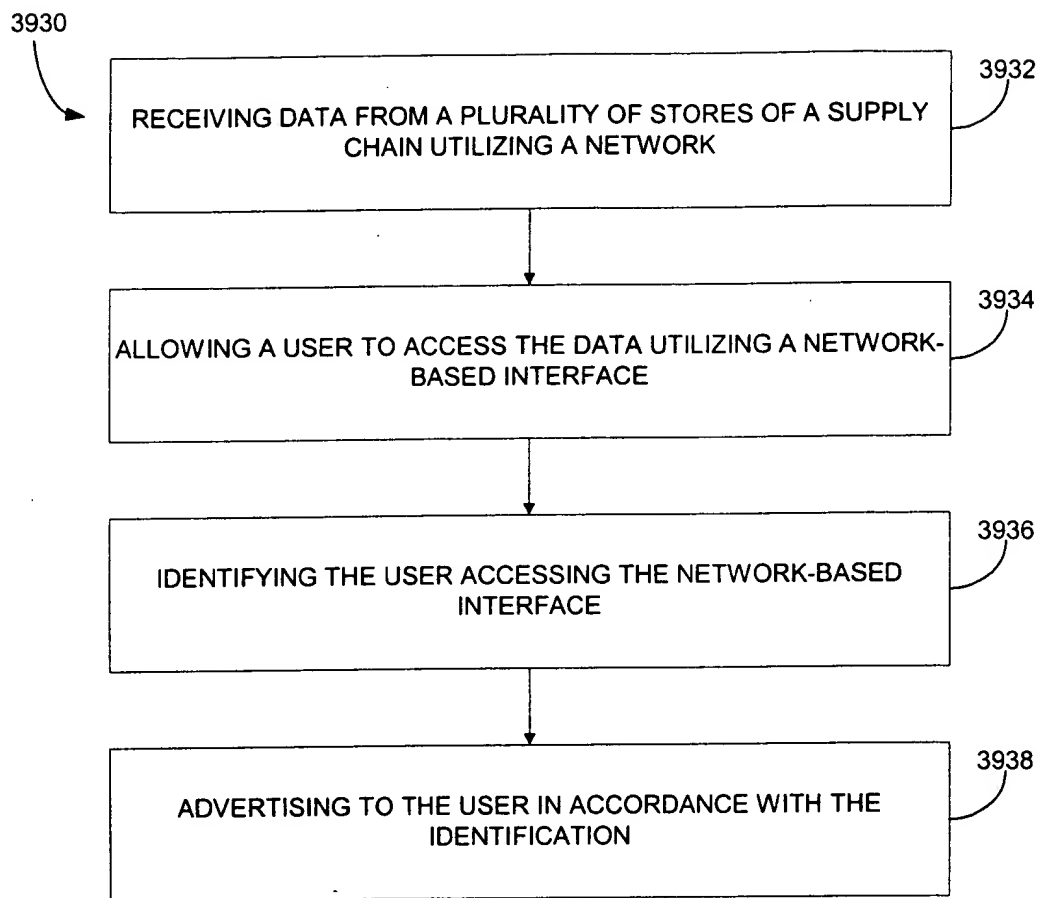 3930
3932
RECEIVING DATA FROM A PLURALITY OF STORES OF A SUPPLY
CHAIN UTILIZING A NETWORK
3934
ALLOWING A USER TO ACCESS THE DATA UTILIZING A NETWORK-
BASED INTERFACE
3936
IDENTIFYING THE USER ACCESSING THE NETWORK-BASED
INTERFACE
3938
ADVERTISING TO THE USER IN ACCORDANCE WITH THE
IDENTIFICATION